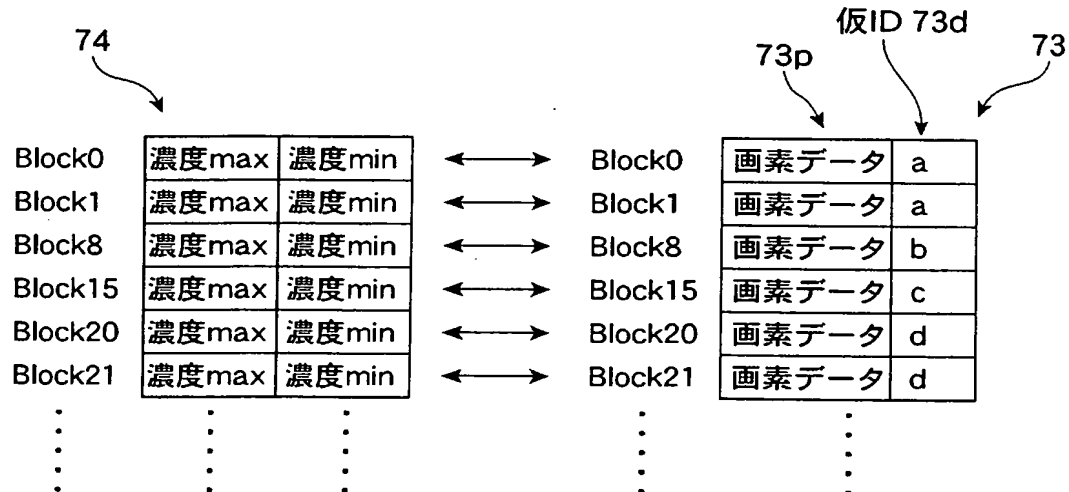 74
仮ID 73d
73p
73
Block0 濃度max 濃度min Block0 画素データ a
Block1 濃度max 濃度min Block1 画素データ a
Block8 濃度max 濃度min Block8 画素データ b
Block15 濃度max 濃度min Block15 画素データ c
Block20 濃度max 濃度min Block20 画素データ d
Block21 濃度max 濃度min Block21 画素データ d